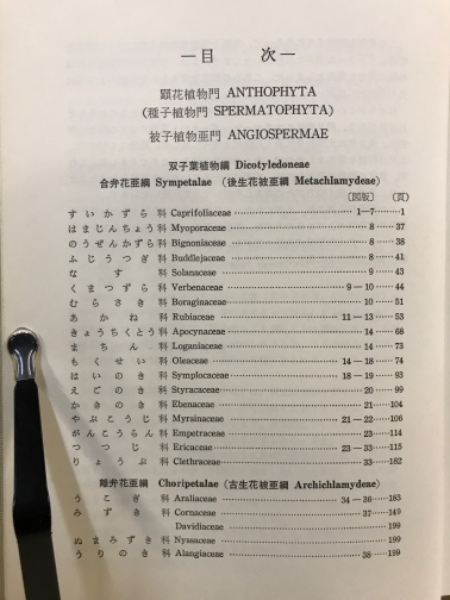 —目 次—
顕花植物門 ANTHOPHYTA
(種子植物門 SPERMATOPHYTA)
被子植物亜門 ANGIOSPERMAE
双子葉植物綱 Dicotyledoneae
合弁花亜綱 Sympetalae (後生花被亜綱 Metachlamydeae)
〔図版〕 〔頁〕
すいかずら科 Caprifoliaceae 1—7 1
はまじんちょう科 Myoporaceae 8 37
のうぜんかずら科 Bignoniaceae 8 38
ふじうつぎ科 Buddlejaceae 8 41
なす科 Solanaceae 9 43
くまつずら科 Verbenaceae 9—10 44
むらさき科 Boraginaceae 10 51
あかね科 Rubiaceae 11—13 53
きょうちくとう科 Apocynaceae 14 68
まちん科 Loganiaceae 14 73
もくせい科 Oleaceae 14—18 74
はいのき科 Symplocaceae 18—19 93
えごのき科 Styracaceae 20 99
かきのき科 Ebenaceae 21 104
やぶこうじ科 Myrsinaceae 21—22 106
がんこうらん科 Empetraceae 23 114
つつじ科 Ericaceae 23—33 115
りょうぶ科 Clethraceae 33 182
離弁花亜綱 Choripetalae (古生花被亜綱 Archichlamydeae)
うこぎ科 Araliaceae 34—36 183
みずき科 Cornaceae 37 149
Davidiaceae 199
ぬまみずき科 Nyssaceae 199
うりのき科 Alangiaceae 38 199